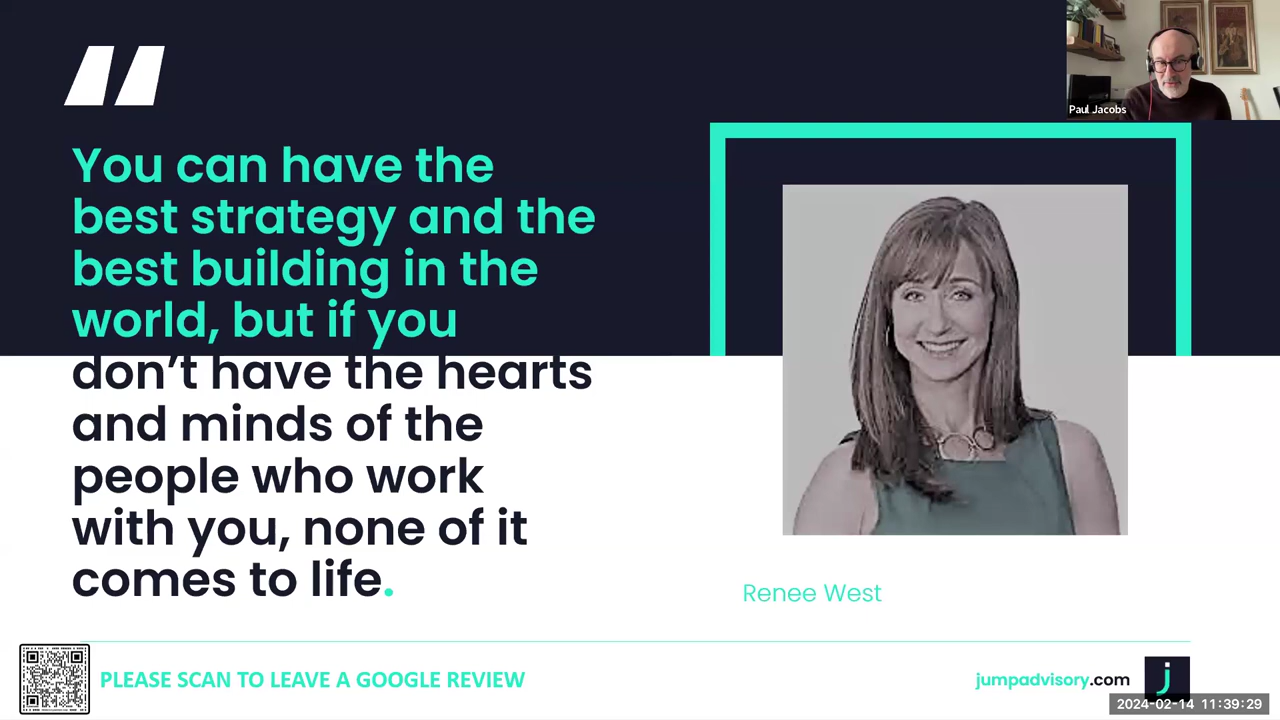 Paul Jacobs
You can have the
best strategy and the
best building in the
world, but if you
don’t have the hearts
and minds of the
people who work
with you, none of it
comes to life.
Renee West
PLEASE SCAN TO LEAVE A GOOGLE REVIEW
jumpadvisory.com
j
2024-02-14 11:39:29